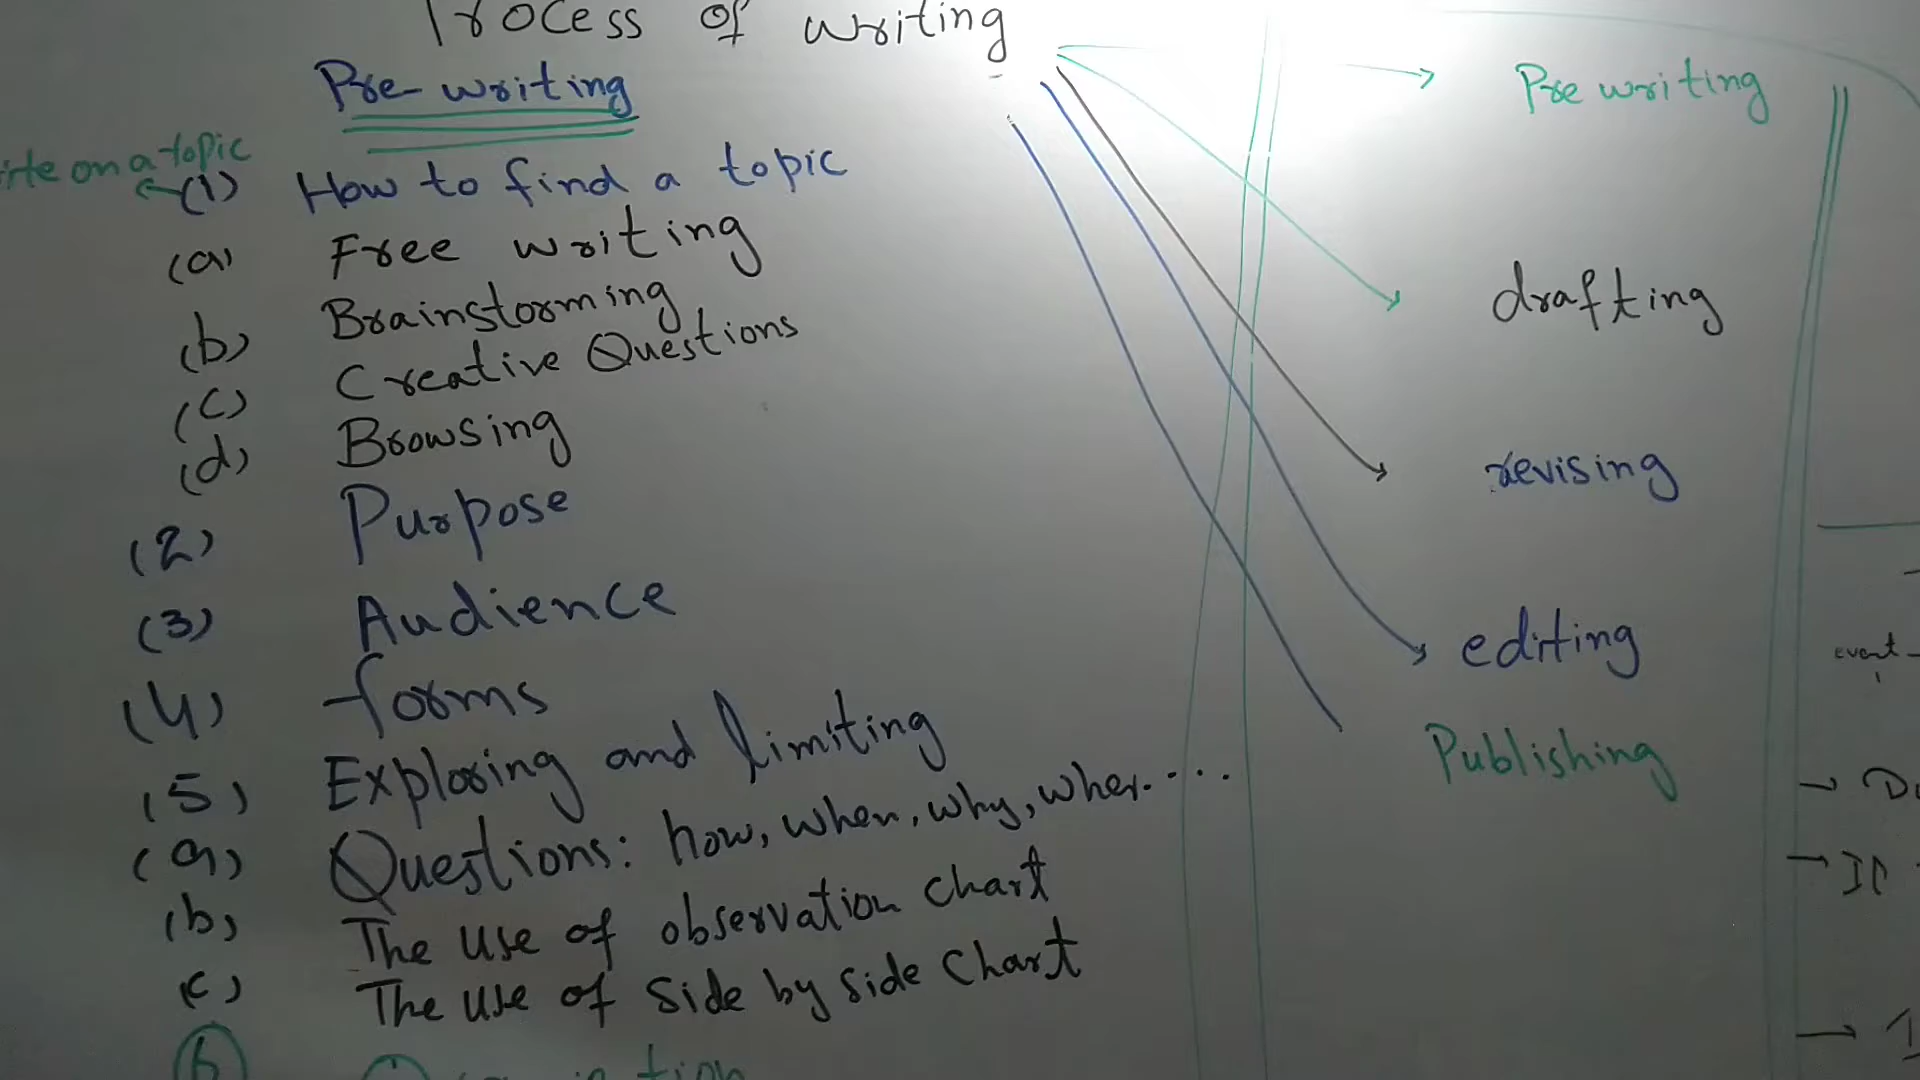 Process of writing
Pre-writing
on a topic
(1) How to find a topic
(a) Free writing
(b) Brainstorming
(c) Creative Questions
(d) Browsing
(2) Purpose
(3) Audience
(4) forms
(5) Exploring and limiting
(a) Questions: how, when, why, wher.....
(b) The use of observation chart
(c) The use of side by side chart
Pre writing
drafting
revising
editing
Publishing
event